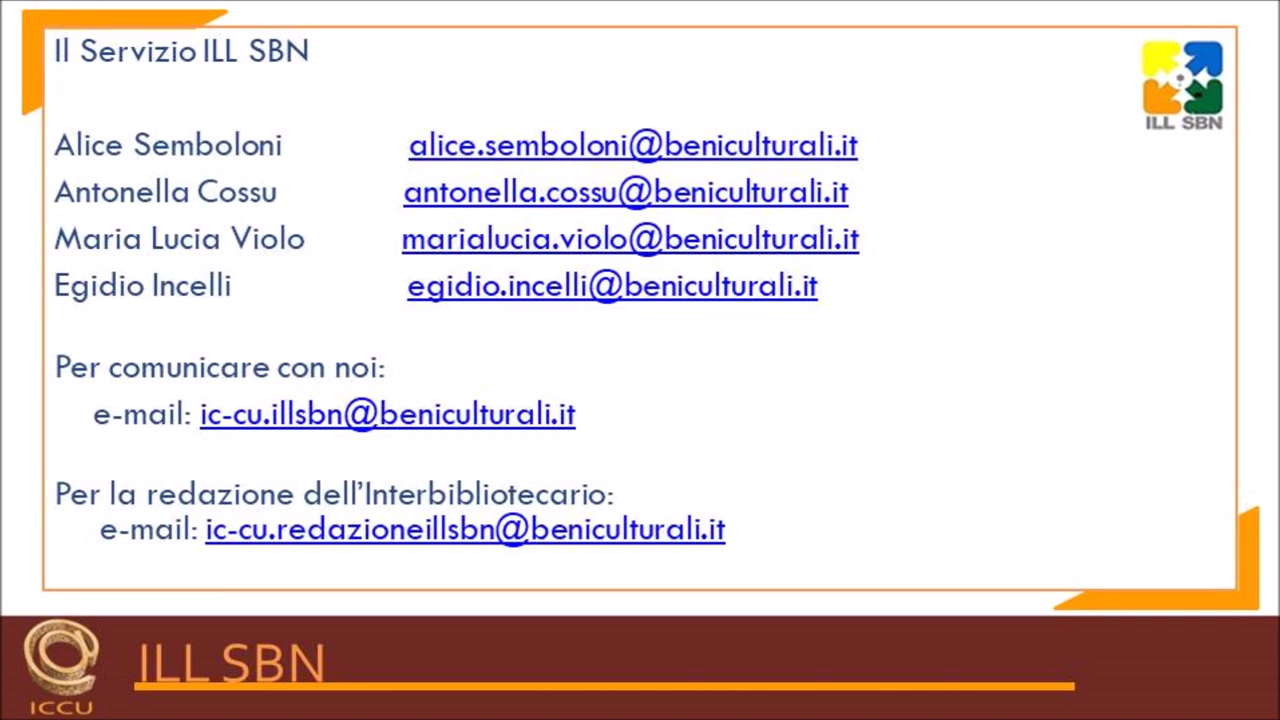 Il Servizio ILL SBN
ILL SBN
Alice Semboloni alice.semboloni@beniculturali.it
Antonella Cossu antonella.cossu@beniculturali.it
Maria Lucia Violo marialucia.violo@beniculturali.it
Egidio Incelli egidio.incelli@beniculturali.it
Per comunicare con noi:
e-mail: ic-cu.illsbn@beniculturali.it
Per la redazione dell’Interbibliotecario:
e-mail: ic-cu.redazioneillsbn@beniculturali.it
ILL SBN
ICCU